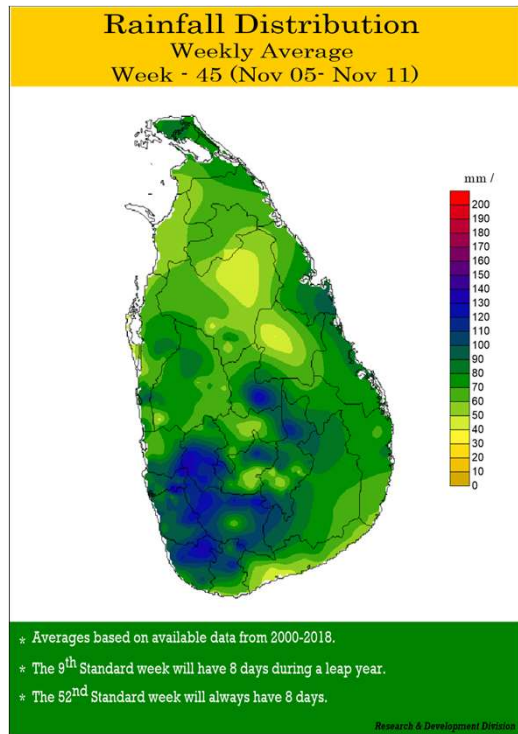 Rainfall Distribution
Weekly Average
Week - 45 (Nov 05- Nov 11)
mm /
200
190
180
170
160
150
140
130
120
110
100
90
80
70
60
50
40
30
20
10
0
* Averages based on available data from 2000-2018.
* The 9th Standard week will have 8 days during a leap year.
* The 52nd Standard week will always have 8 days.
Research & Development Division